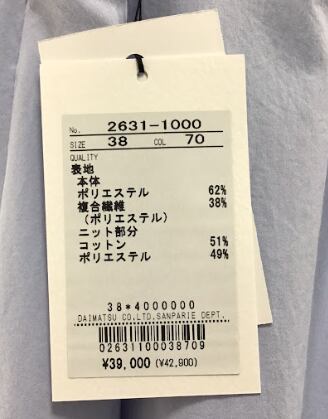 No. 2631-1000
SIZE 38 COL 70
QUALITY
表地
本体
ポリエステル 62%
複合繊維 38%
(ポリエステル)
ニット部分
コットン 51%
ポリエステル 49%
38*4000000
DAIMATSU CO.LTD.SANPARIE DEPT.
02631100038709
¥39,000 (¥42,900)